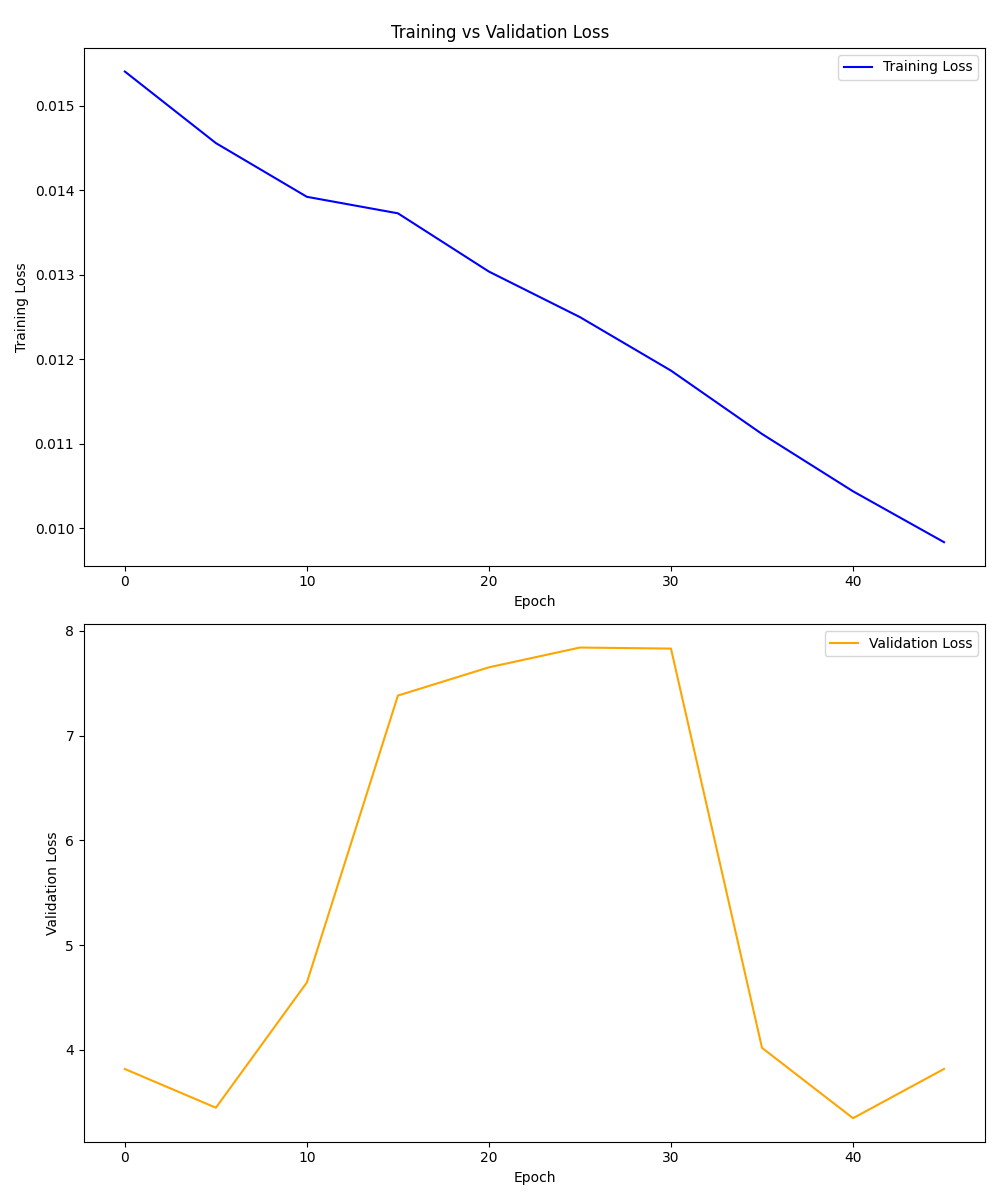 Training vs Validation Loss
Training Loss
0.015
0.014
0.013
0.012
0.011
0.010
Training Loss
0 10 20 30 40
Epoch
Validation Loss
8
7
6
5
4
Validation Loss
0 10 20 30 40
Epoch